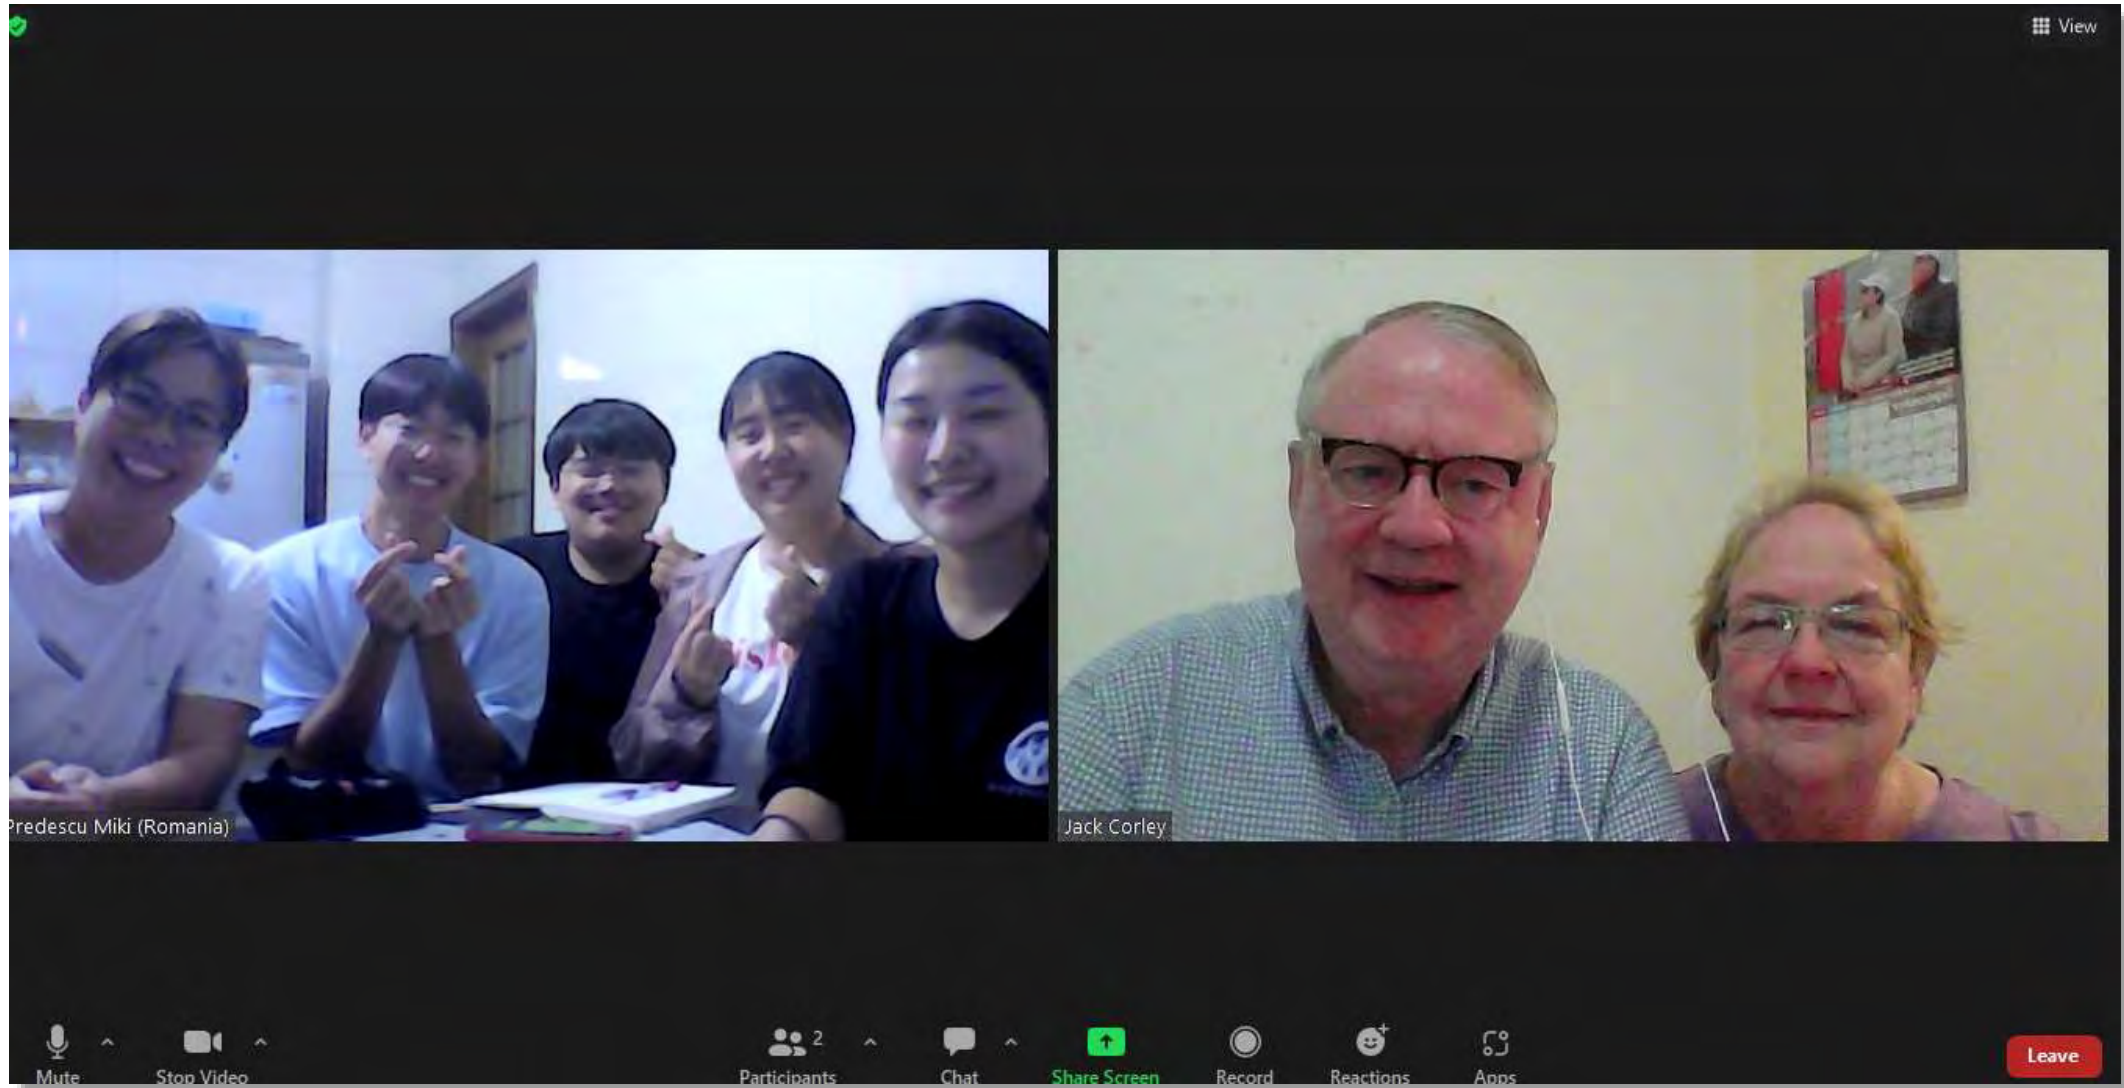 View
Predescu Miki (Romania)
Jack Corley
Mute
Stop Video
2
Participants
Chat
Share Screen
Record
Reactions
Apps
Leave